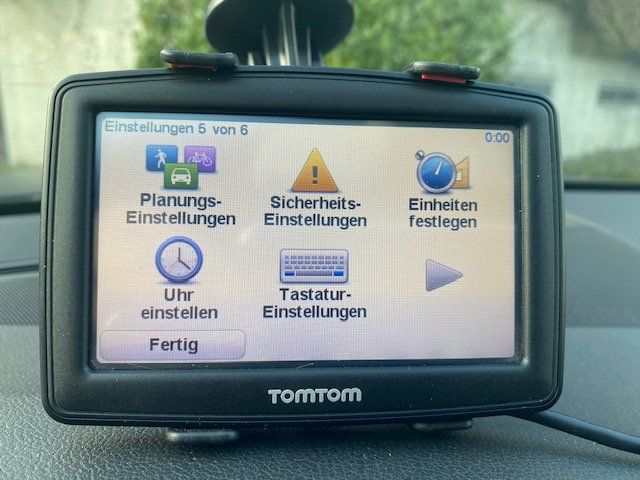 Einstellungen 5 von 6
0:00
Planungs-
Einstellungen
Sicherheits-
Einstellungen
Einheiten
festlegen
Uhr
einstellen
Tastatur-
Einstellungen
Fertig
TOMTOM